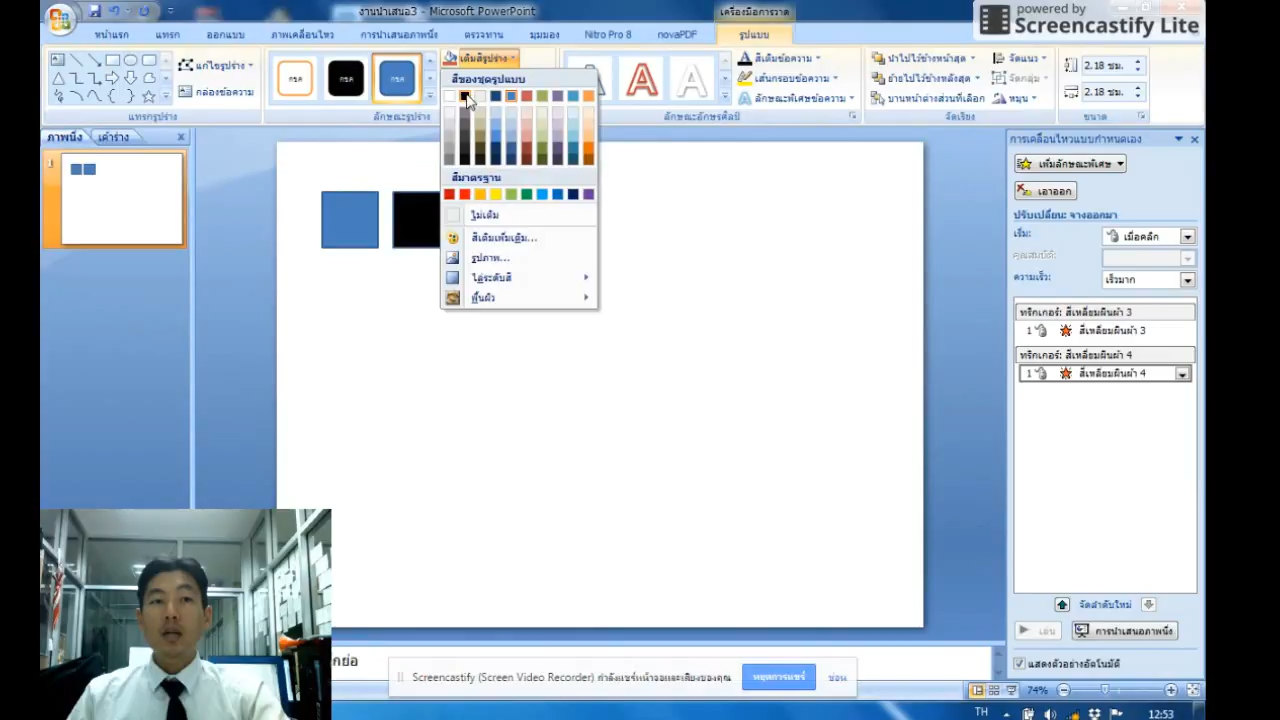 งานนำเสนอ3 - Microsoft PowerPoint
เครื่องมือการวาด
powered by
Screencastify Lite
หน้าแรก
แทรก
ออกแบบ
ภาพเคลื่อนไหว
การนำเสนอภาพนิ่ง
ตรวจทาน
มุมมอง
Nitro Pro 8
novaPDF
รูปแบบ
แก้ไขรูปร่าง
กล่องข้อความ
แทรกรูปร่าง
กขค
กขค
กขค
ลักษณะรูปร่าง
เติมสีรูปร่าง
สีของชุดรูปแบบ
สีมาตรฐาน
ไม่เติม
สีเติมเพิ่มเติม...
รูปภาพ...
ไล่ระดับสี
พื้นผิว
A
A
A
สีเติมข้อความ
เส้นกรอบข้อความ
ลักษณะพิเศษข้อความ
ลักษณะอักษรศิลป์
นำไปไว้ข้างหน้าสุด
ย้ายไปไว้ข้างหลังสุด
บานหน้าต่างส่วนที่เลือก
จัดแนว
จัดกลุ่ม
หมุน
จัดเรียง
2.18 ซม.
2.18 ซม.
ขนาด
ภาพนิ่ง
เค้าร่าง
1
การเคลื่อนไหวแบบกำหนดเอง
เพิ่มลักษณะพิเศษ
เอาออก
ปรับเปลี่ยน: จางออกมา
เริ่ม:
เมื่อคลิก
คุณสมบัติ:
ความเร็ว:
เร็วมาก
ทริกเกอร์: สี่เหลี่ยมผืนผ้า 3
1
สี่เหลี่ยมผืนผ้า 3
ทริกเกอร์: สี่เหลี่ยมผืนผ้า 4
1
สี่เหลี่ยมผืนผ้า 4
จัดลำดับใหม่
เล่น
การนำเสนอภาพนิ่ง
แสดงตัวอย่างอัตโนมัติ
Screencastify (Screen Video Recorder) กำลังแชร์หน้าจอและเสียงของคุณ
หยุดการแชร์
ซ่อน
74%
TH
12:53